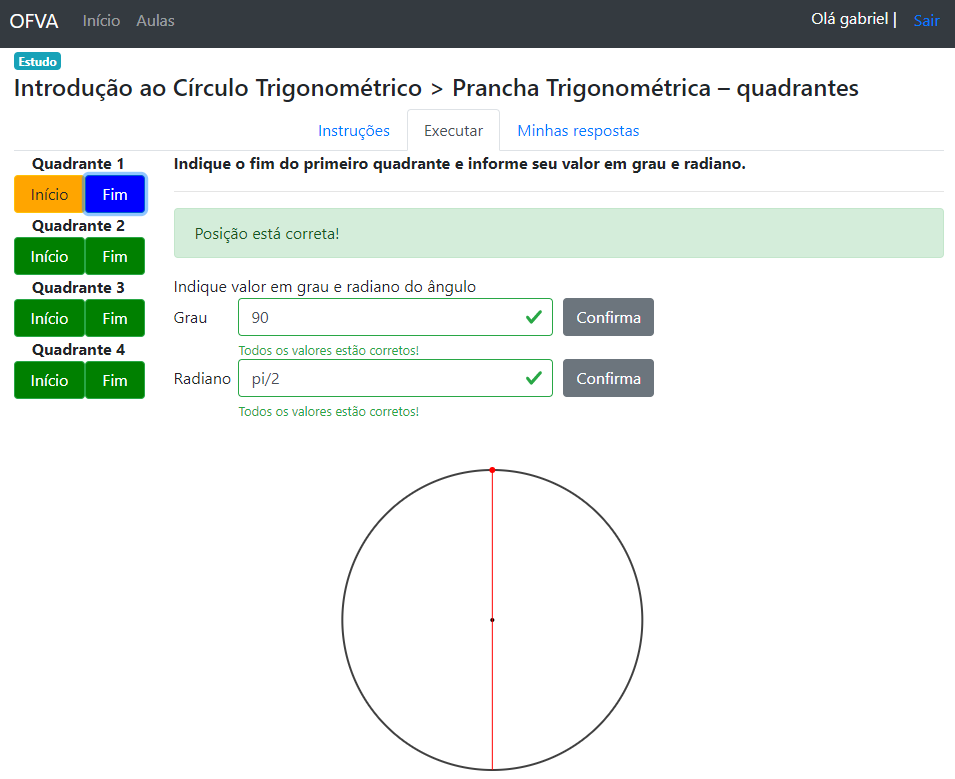 OFVA Início Aulas Olá gabriel | Sair
Estudo
Introdução ao Círculo Trigonométrico > Prancha Trigonométrica – quadrantes
Instruções Executar Minhas respostas
Quadrante 1
Início Fim
Quadrante 2
Início Fim
Quadrante 3
Início Fim
Quadrante 4
Início Fim
Indique o fim do primeiro quadrante e informe seu valor em grau e radiano.
Posição está correta!
Indique valor em grau e radiano do ângulo
Grau 90 Confirma
Todos os valores estão corretos!
Radiano pi/2 Confirma
Todos os valores estão corretos!